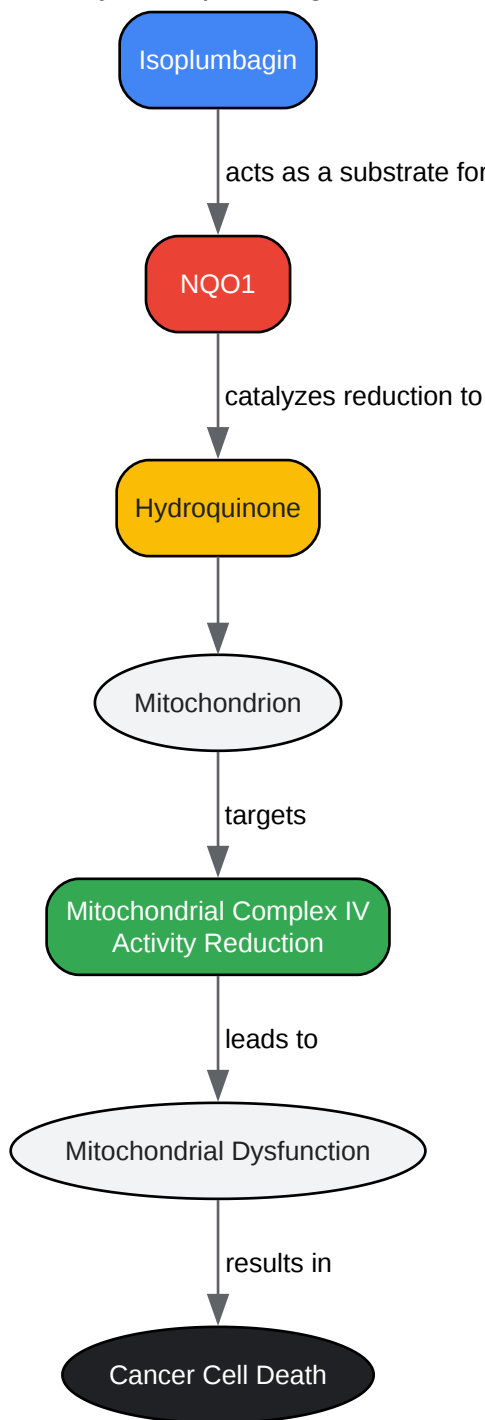 Isoplumbagin
acts as a substrate for
NQO1
catalyzes reduction to
Hydroquinone
Mitochondrion
targets
Mitochondrial Complex IV
Activity Reduction
leads to
Mitochondrial Dysfunction
results in
Cancer Cell Death